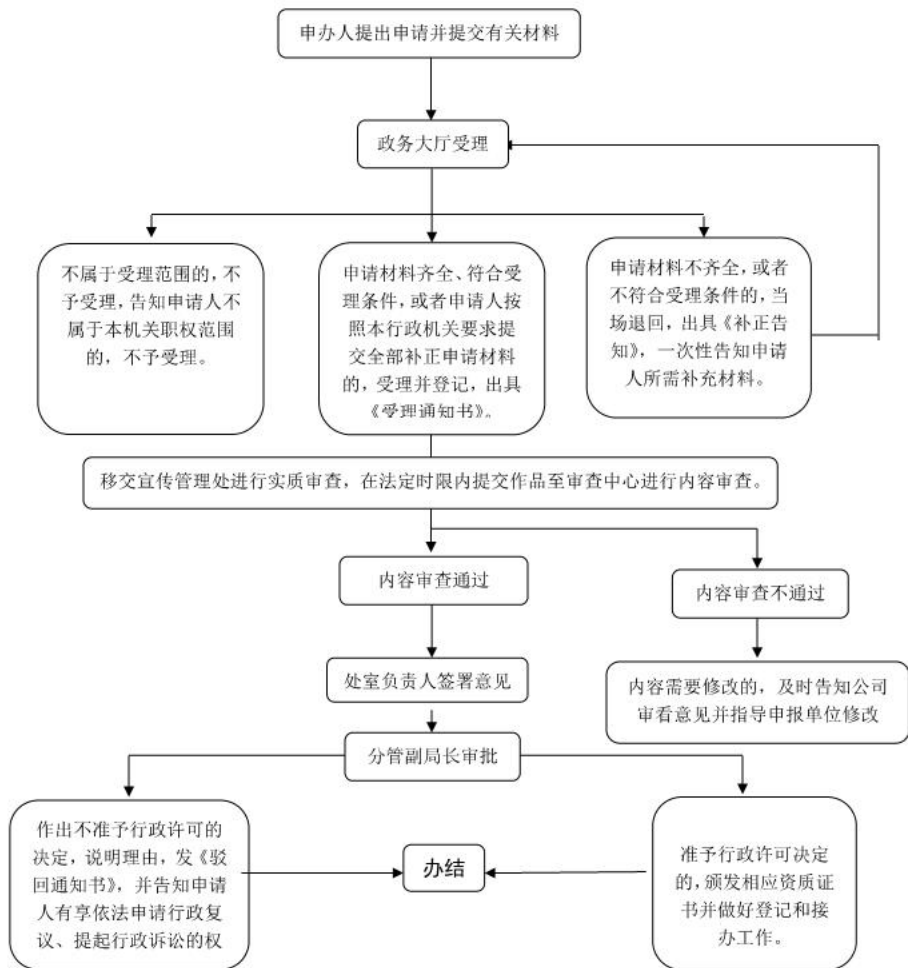 申办人提出申请并提交有关材料
政务大厅受理
不属于受理范围的,不
予受理,告知申请人不
属于本机关职权范围
的,不予受理。
申请材料齐全、符合受
理条件,或者申请人按
照本行政机关要求提
交全部补正申请材料
的,受理并登记,出具
《受理通知书》。
申请材料不齐全,或者
不符合受理条件的,当
场退回,出具《补正告
知》,一次性告知申请
人所需补充材料。
移交宣传管理处进行实质审查,在法定时限内提交作品至审查中心进行内容审查。
内容审查通过
内容审查不通过
处室负责人签署意见
内容需要修改的,及时告知公司
审看意见并指导申报单位修改
分管副局长审批
作出不准予行政许可的
决定,说明理由,发《驳
回通知书》,并告知申请
人有享依法申请行政复
议、提起行政诉讼的权
办结
准予行政许可决定
的,颁发相应资质证
书并做好登记和接
办工作。